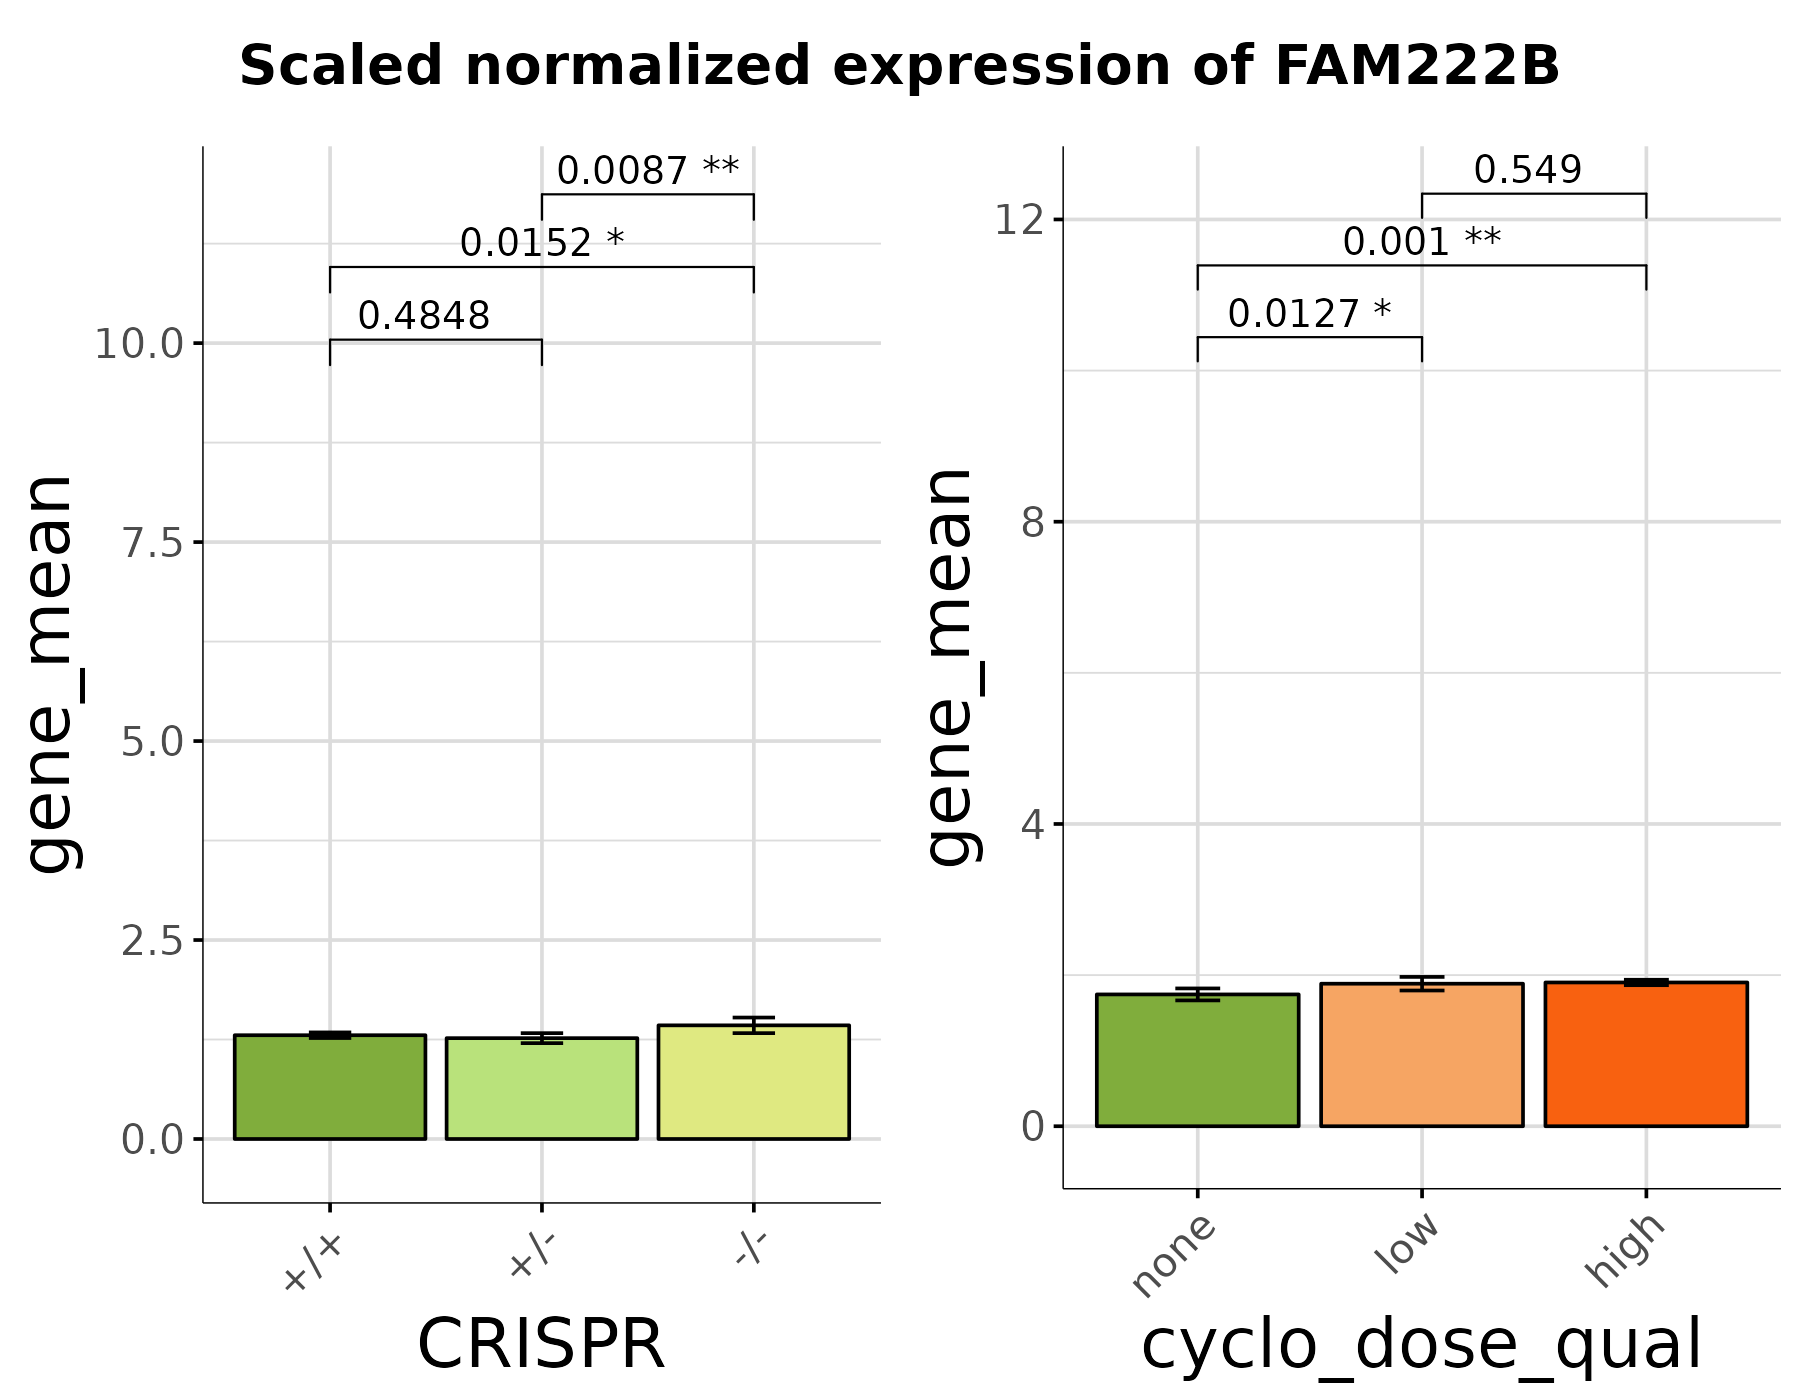 Scaled normalized expression of FAM222B
gene_mean
10.0
7.5
5.0
2.5
0.0
0.0087 **
0.0152 *
0.4848
+/+
+/-
-/-
CRISPR
gene_mean
12
8
4
0
0.549
0.001 **
0.0127 *
none
low
high
cyclo_dose_qual